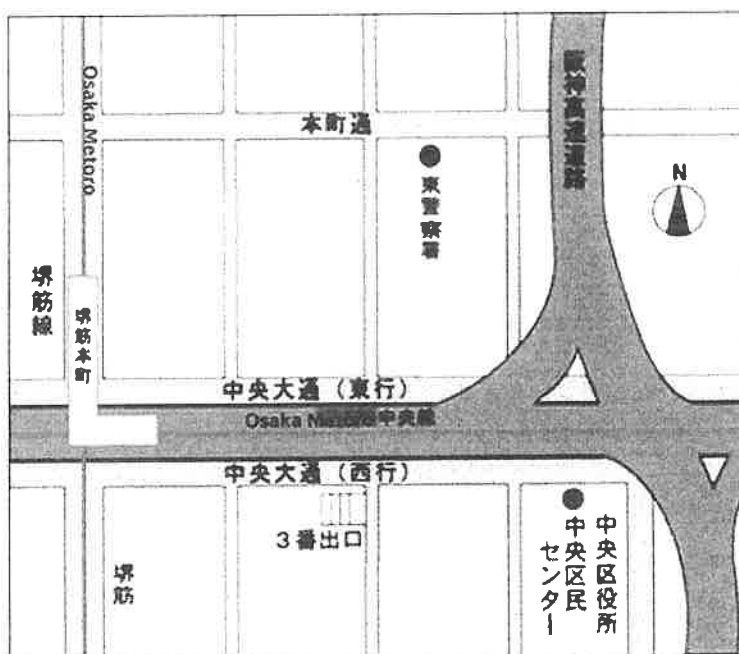 Osaka Metoro
本町通
阪神高速道路
東警察署
N
堺筋線
堺筋本町
中央大通（東行）
Osaka Metoro中央線
中央大通（西行）
3番出口
中央区役所
中央区民
センター
堺筋